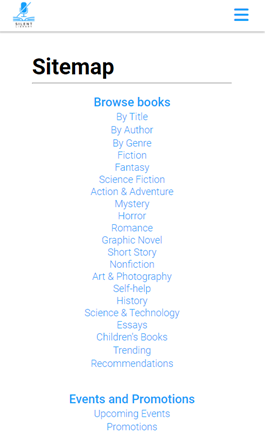 SILENT
Sitemap
Browse books
By Title
By Author
By Genre
Fiction
Fantasy
Science Fiction
Action & Adventure
Mystery
Horror
Romance
Graphic Novel
Short Story
Nonfiction
Art & Photography
Self-help
History
Science & Technology
Essays
Children's Books
Trending
Recommendations
Events and Promotions
Upcoming Events
Promotions